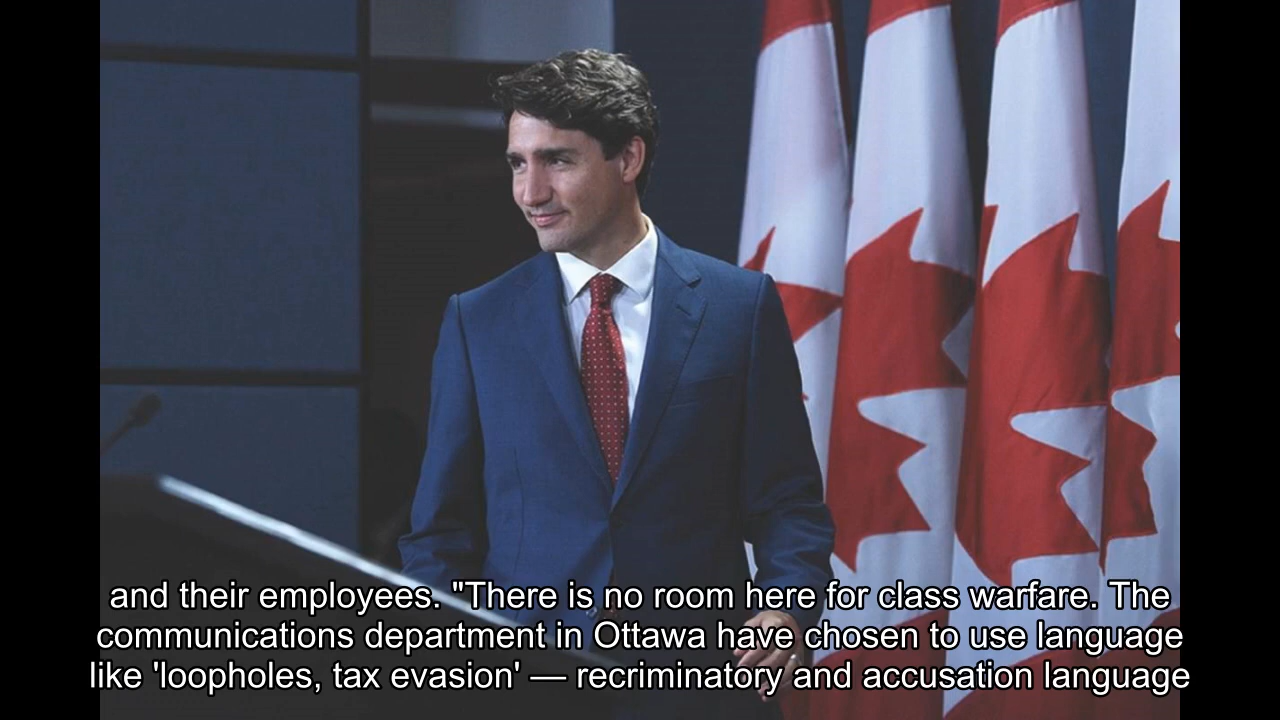 and their employees. "There is no room here for class warfare. The
communications department in Ottawa have chosen to use language
like 'loopholes, tax evasion' — recriminatory and accusation language